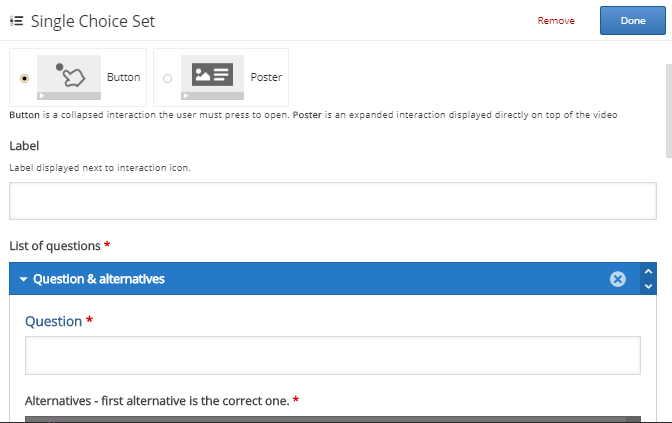 Single Choice Set
Remove
Done
Button
Poster
Button is a collapsed interaction the user must press to open. Poster is an expanded interaction displayed directly on top of the video
Label
Label displayed next to interaction icon.
List of questions *
Question & alternatives
Question *
Alternatives - first alternative is the correct one. *